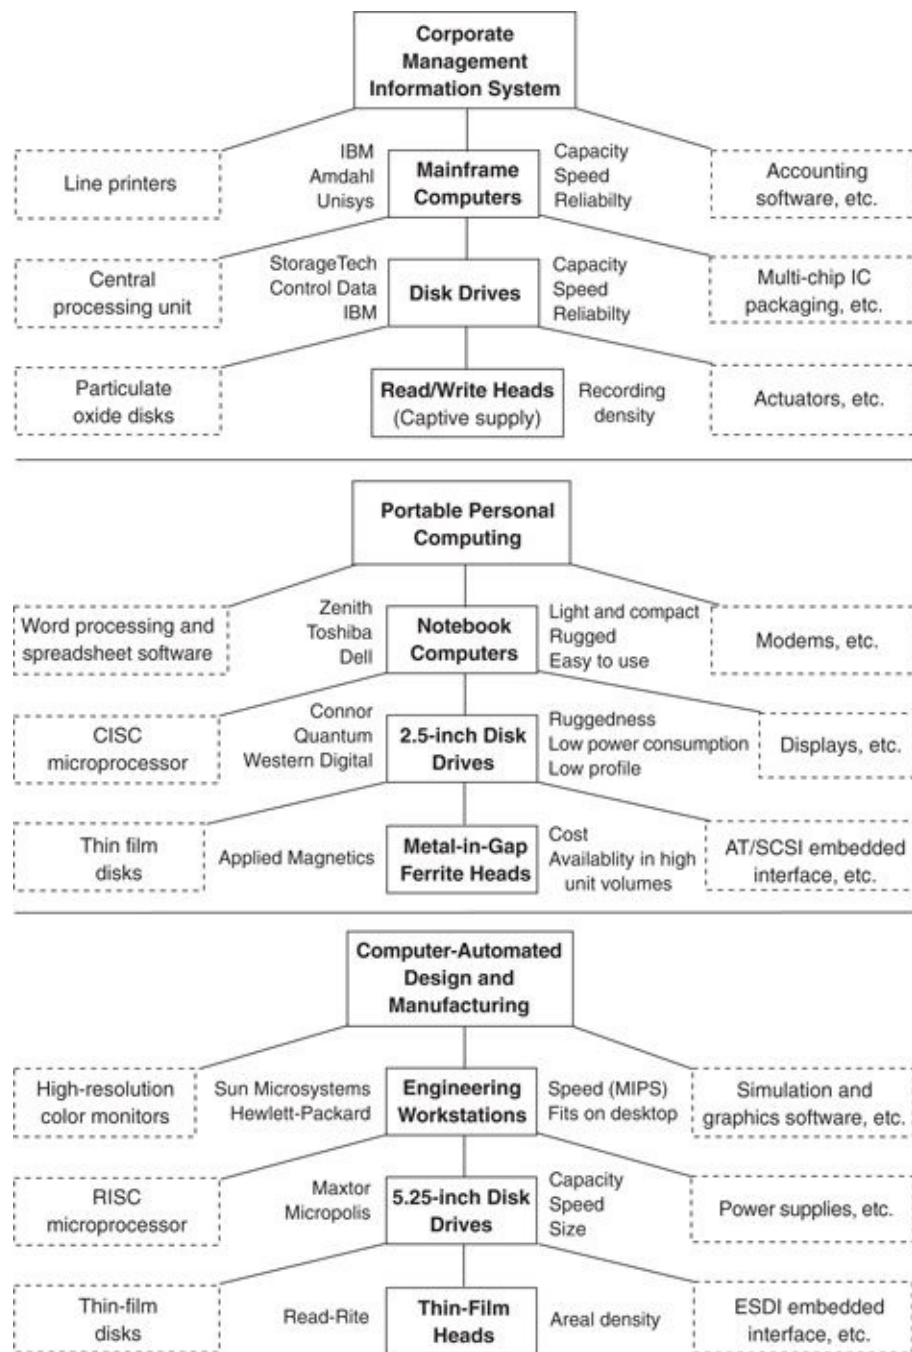 Corporate
Management
Information System
Line printers
IBM
Amdahl
Unisys
Mainframe
Computers
Capacity
Speed
Reliabilty
Accounting
software, etc.
Central
processing unit
StorageTech
Control Data
IBM
Disk Drives
Capacity
Speed
Reliabilty
Multi-chip IC
packaging, etc.
Particulate
oxide disks
Read/Write Heads
(Captive supply)
Recording
density
Actuators, etc.
Portable Personal
Computing
Word processing and
spreadsheet software
Zenith
Toshiba
Dell
Notebook
Computers
Light and compact
Rugged
Easy to use
Modems, etc.
CISC
microprocessor
Connor
Quantum
Western Digital
2.5-inch Disk
Drives
Ruggedness
Low power consumption
Low profile
Displays, etc.
Thin film
disks
Applied Magnetics
Metal-in-Gap
Ferrite Heads
Cost
Availablity in high
unit volumes
AT/SCSI embedded
interface, etc.
Computer-Automated
Design and
Manufacturing
High-resolution
color monitors
Sun Microsystems
Hewlett-Packard
Engineering
Workstations
Speed (MIPS)
Fits on desktop
Simulation and
graphics software, etc.
RISC
microprocessor
Maxtor
Micropolis
5.25-inch Disk
Drives
Capacity
Speed
Size
Power supplies, etc.
Thin-film
disks
Read-Rite
Thin-Film
Heads
Areal density
ESDI embedded
interface, etc.